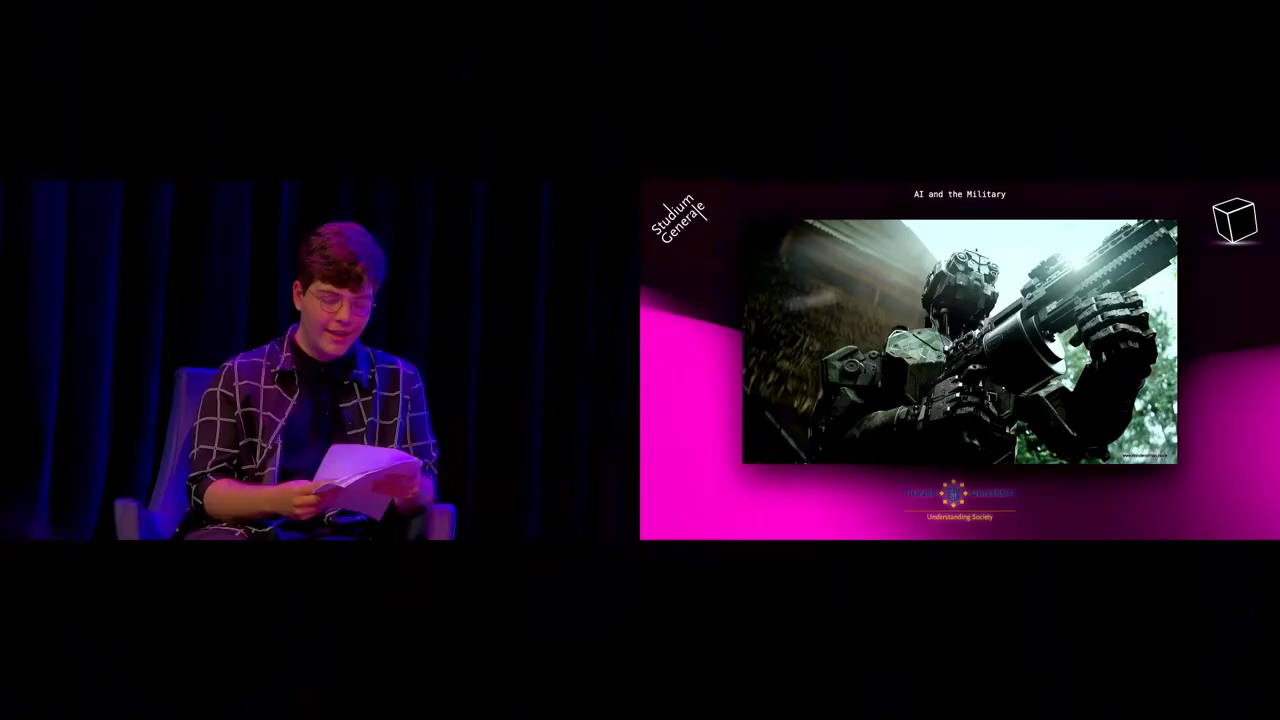 AI and the Military
Studium
Generale
Understanding Society